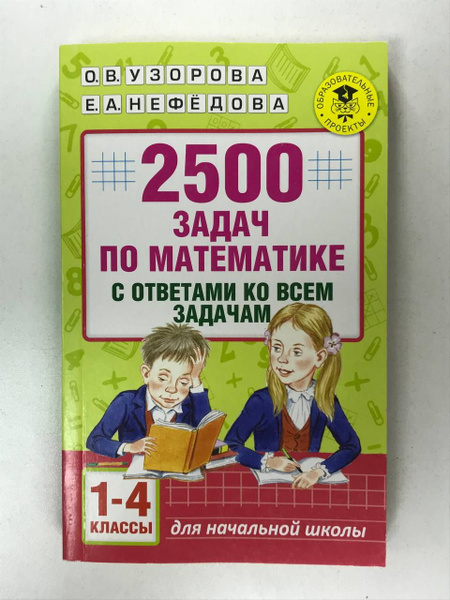 О.В. УЗОРОВА
Е.А. НЕФЁДОВА
ОБРАЗОВАТЕЛЬНЫЕ
ПРОЕКТЫ
2500
ЗАДАЧ
ПО МАТЕМАТИКЕ
С ОТВЕТАМИ КО ВСЕМ
ЗАДАЧАМ
1-4
КЛАССЫ
для начальной школы